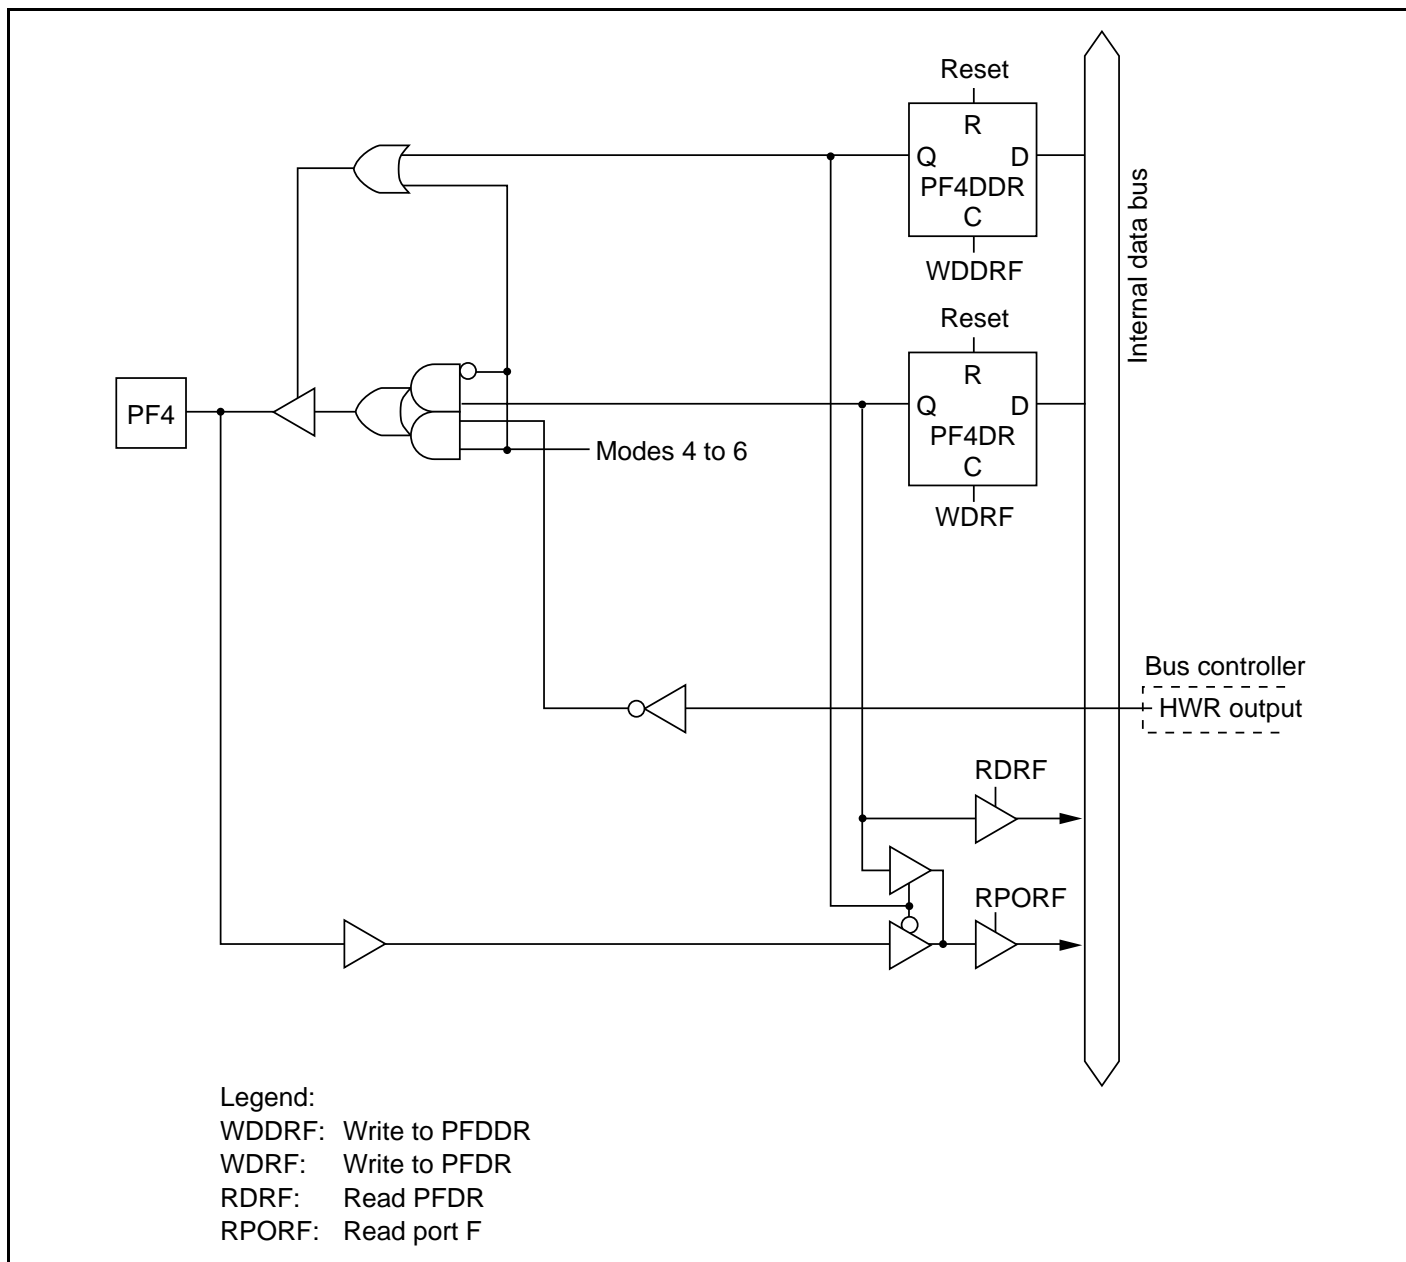 Reset
R
Q D
PF4DDR
C
WDDRF
Internal data bus
Reset
R
Q D
PF4DR
C
WDRF
PF4
Modes 4 to 6
Bus controller
HWR output
RDRF
RPORF
Legend:
WDDRF: Write to PFDDR
WDRF: Write to PFDR
RDRF: Read PFDR
RPORF: Read port F